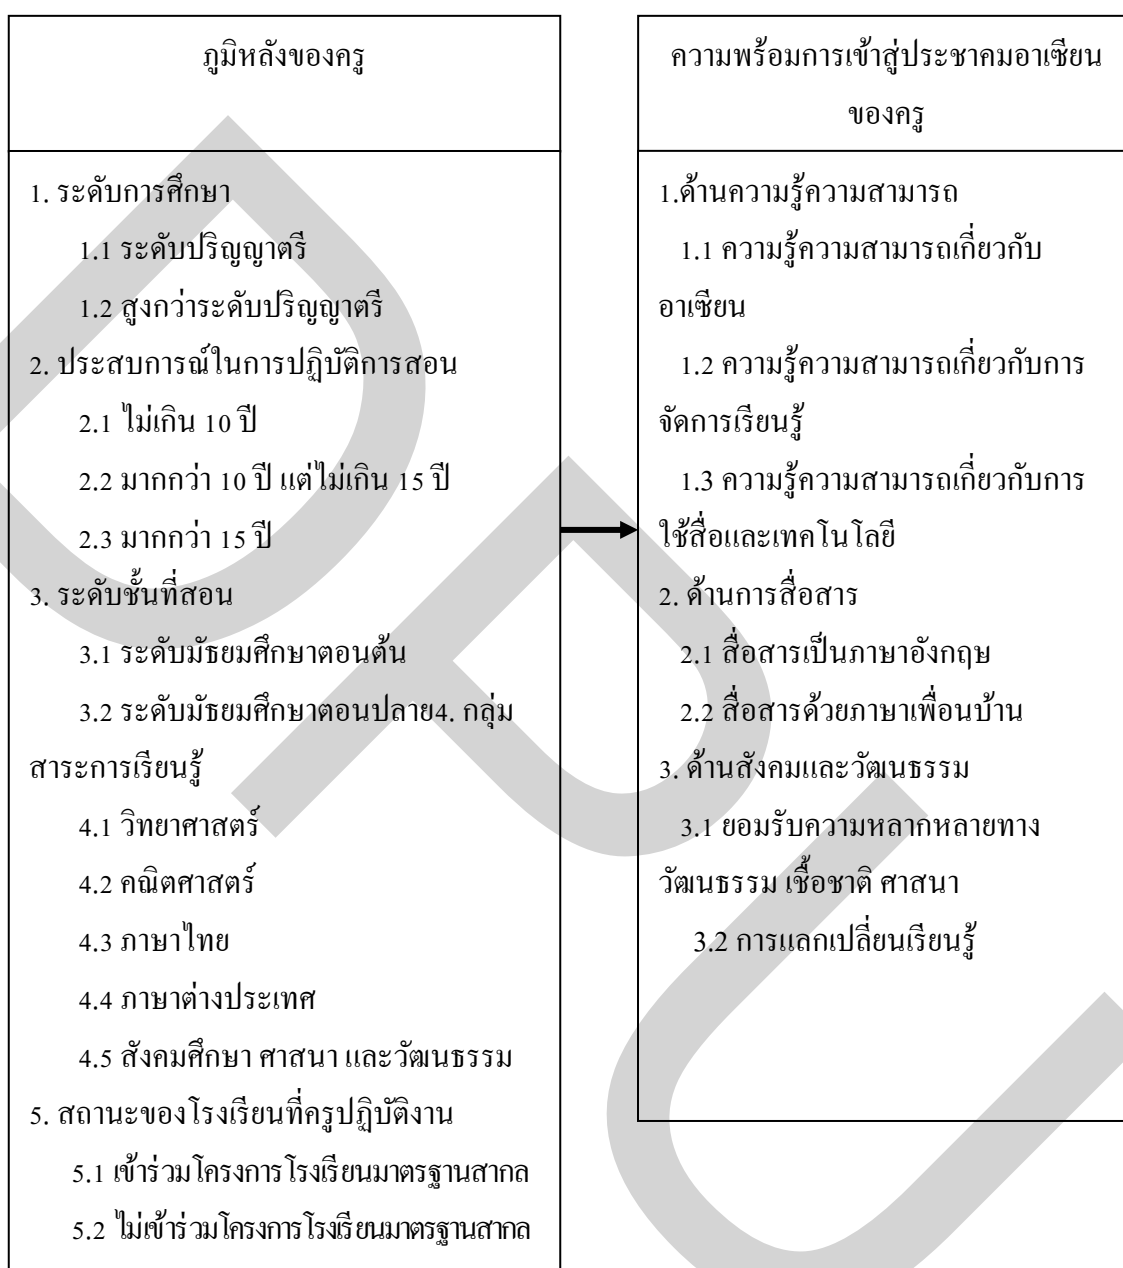 ภูมิหลังของครู
1. ระดับการศึกษา
1.1 ระดับปริญญาตรี
1.2 สูงกว่าระดับปริญญาตรี
2. ประสบการณ์ในการปฏิบัติการสอน
2.1 ไม่เกิน 10 ปี
2.2 มากกว่า 10 ปี แต่ไม่เกิน 15 ปี
2.3 มากกว่า 15 ปี
3. ระดับชั้นที่สอน
3.1 ระดับมัธยมศึกษาตอนต้น
3.2 ระดับมัธยมศึกษาตอนปลาย4. กลุ่ม
สาระการเรียนรู้
4.1 วิทยาศาสตร์
4.2 คณิตศาสตร์
4.3 ภาษาไทย
4.4 ภาษาต่างประเทศ
4.5 สังคมศึกษา ศาสนา และวัฒนธรรม
5. สถานะของโรงเรียนที่ครูปฏิบัติงาน
5.1 เข้าร่วมโครงการโรงเรียนมาตรฐานสากล
5.2 ไม่เข้าร่วมโครงการโรงเรียนมาตรฐานสากล
ความพร้อมการเข้าสู่ประชาคมอาเซียน
ของครู
1.ด้านความรู้ความสามารถ
1.1 ความรู้ความสามารถเกี่ยวกับ
อาเซียน
1.2 ความรู้ความสามารถเกี่ยวกับการ
จัดการเรียนรู้
1.3 ความรู้ความสามารถเกี่ยวกับการ
ใช้สื่อและเทคโนโลยี
2. ด้านการสื่อสาร
2.1 สื่อสารเป็นภาษาอังกฤษ
2.2 สื่อสารด้วยภาษาเพื่อนบ้าน
3. ด้านสังคมและวัฒนธรรม
3.1 ยอมรับความหลากหลายทาง
วัฒนธรรม เชื้อชาติ ศาสนา
3.2 การแลกเปลี่ยนเรียนรู้
DPU